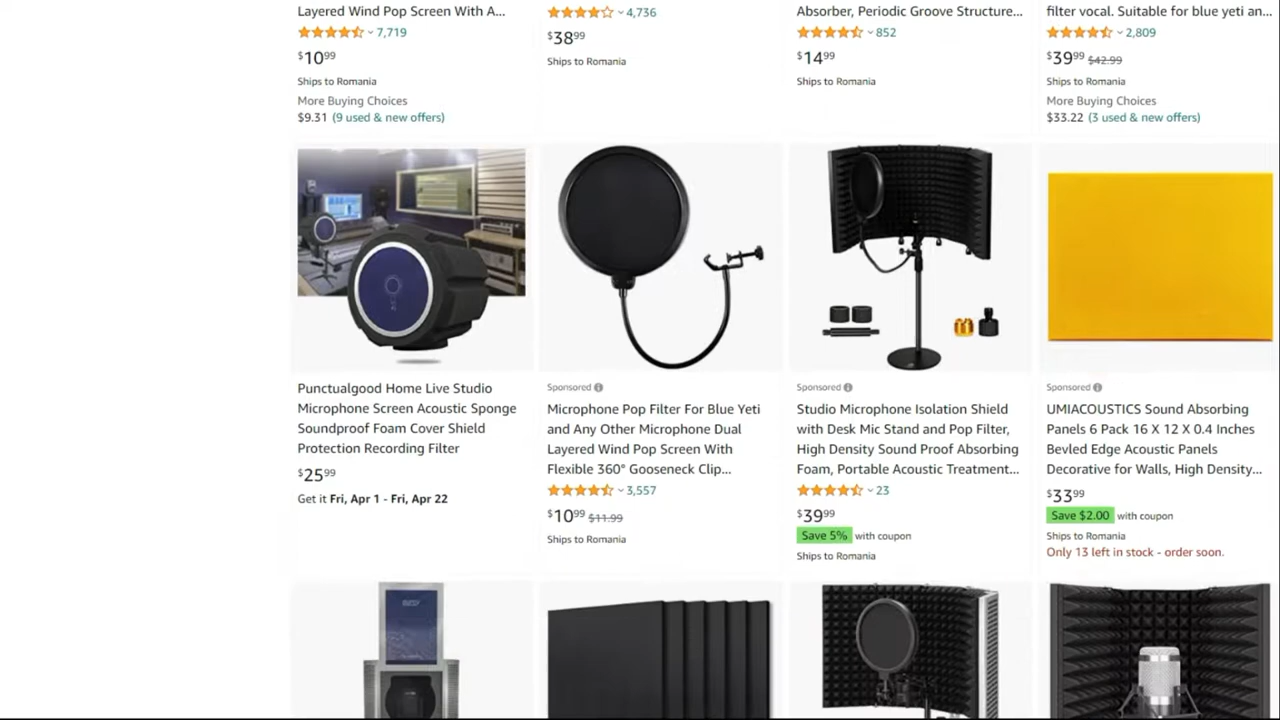 Layered Wind Pop Screen With A...
7,719
$10.99
Ships to Romania
More Buying Choices
$9.31 (9 used & new offers)
4,736
$38.99
Ships to Romania
Absorber, Periodic Groove Structure...
852
$14.99
Ships to Romania
filter vocal. Suitable for blue yeti an...
2,809
$39.99 $42.99
Ships to Romania
More Buying Choices
$33.22 (3 used & new offers)
Punctualgood Home Live Studio
Microphone Screen Acoustic Sponge
Soundproof Foam Cover Shield
Protection Recording Filter
$25.99
Get it Fri, Apr 1 - Fri, Apr 22
Sponsored
Microphone Pop Filter For Blue Yeti
and Any Other Microphone Dual
Layered Wind Pop Screen With
Flexible 360° Gooseneck Clip...
3,557
$10.99 $11.99
Ships to Romania
Sponsored
Studio Microphone Isolation Shield
with Desk Mic Stand and Pop Filter,
High Density Sound Proof Absorbing
Foam, Portable Acoustic Treatment...
23
$39.99
Save 5% with coupon
Ships to Romania
Sponsored
UMIACOUSTICS Sound Absorbing
Panels 6 Pack 16 X 12 X 0.4 Inches
Bevled Edge Acoustic Panels
Decorative for Walls, High Density...
$33.99
Save $2.00 with coupon
Ships to Romania
Only 13 left in stock - order soon.